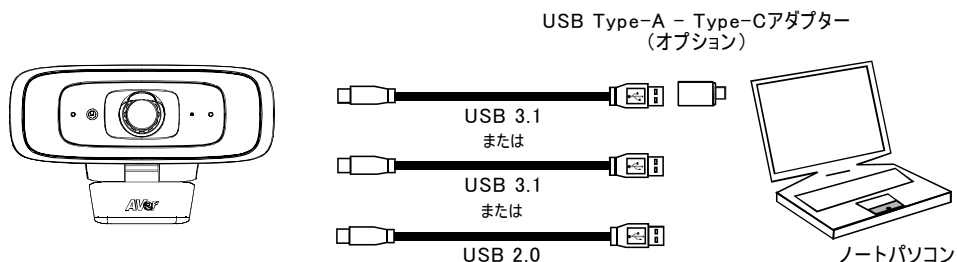 USB Type-A - Type-Cアダプター
（オプション）
USB 3.1
または
USB 3.1
または
USB 2.0
AVer
ノートパソコン